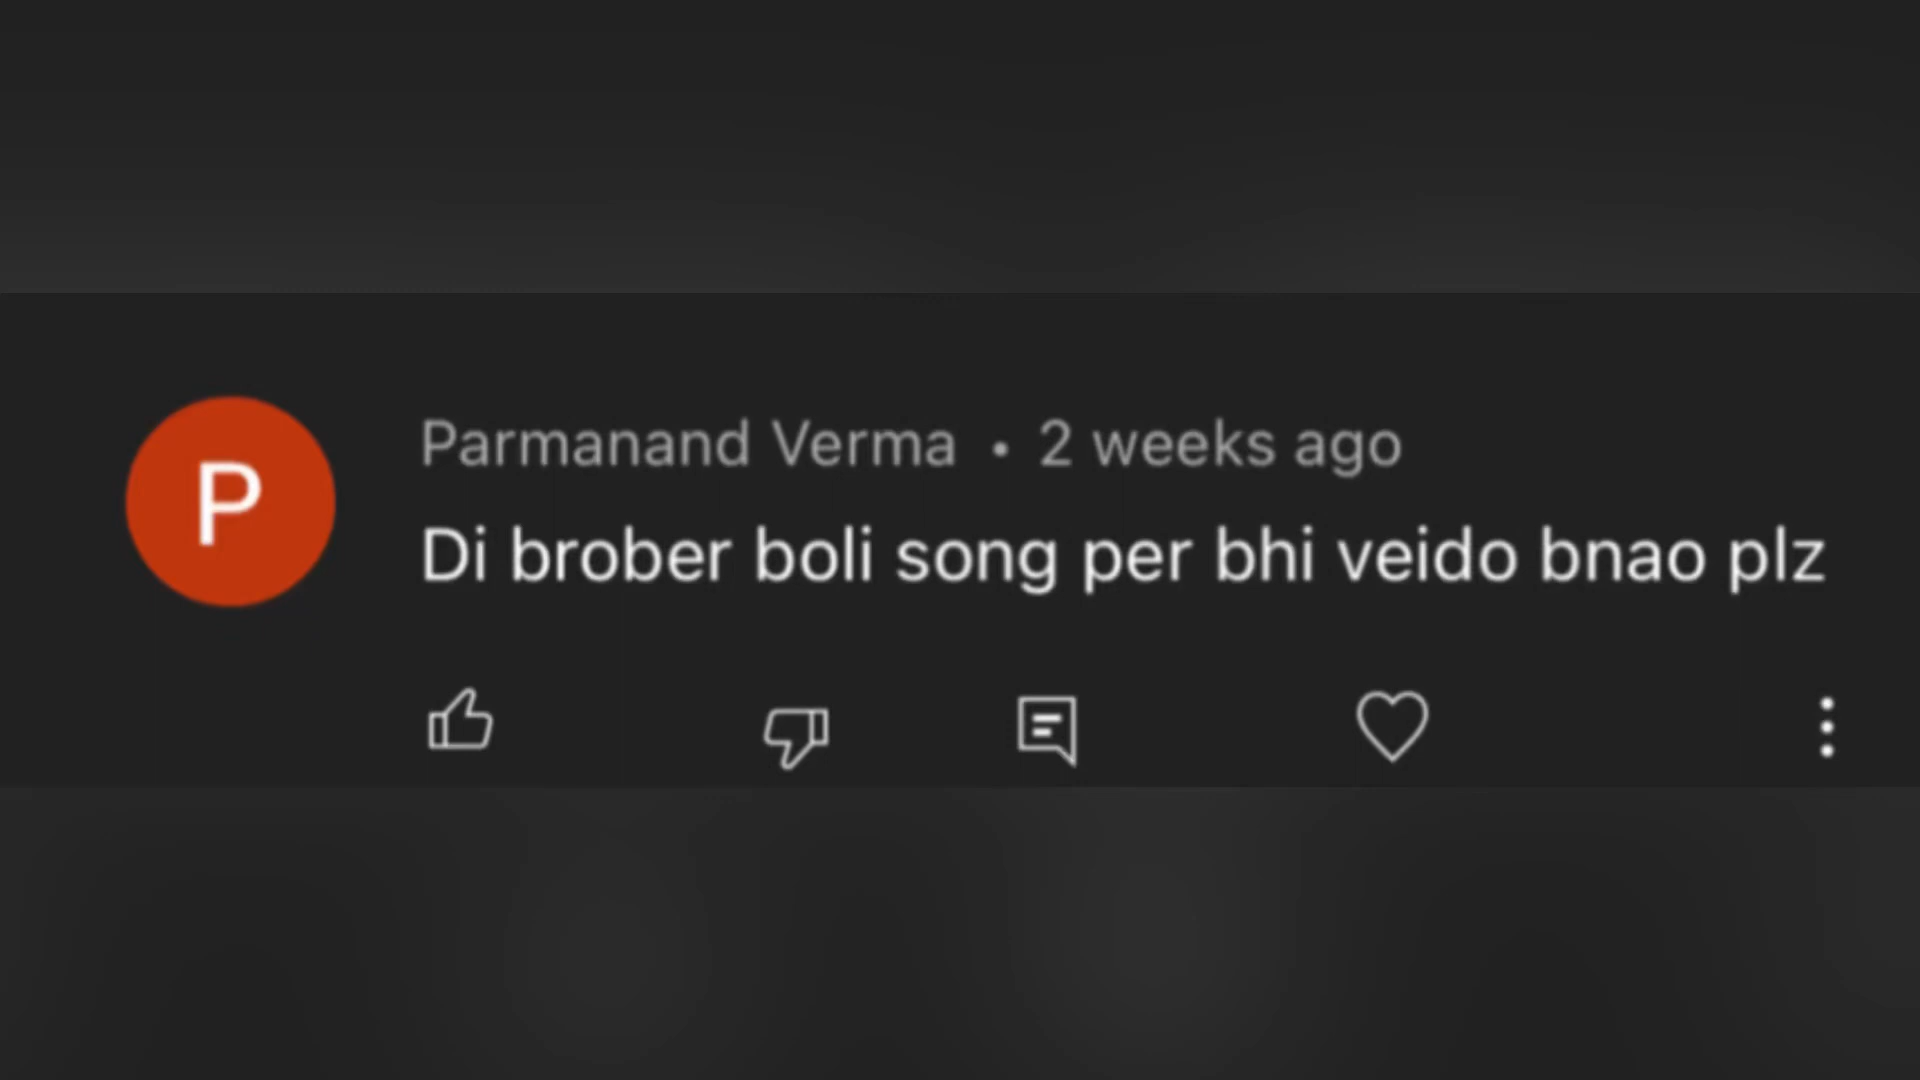 P
Parmanand Verma • 2 weeks ago
Di brober boli song per bhi veido bnao plz